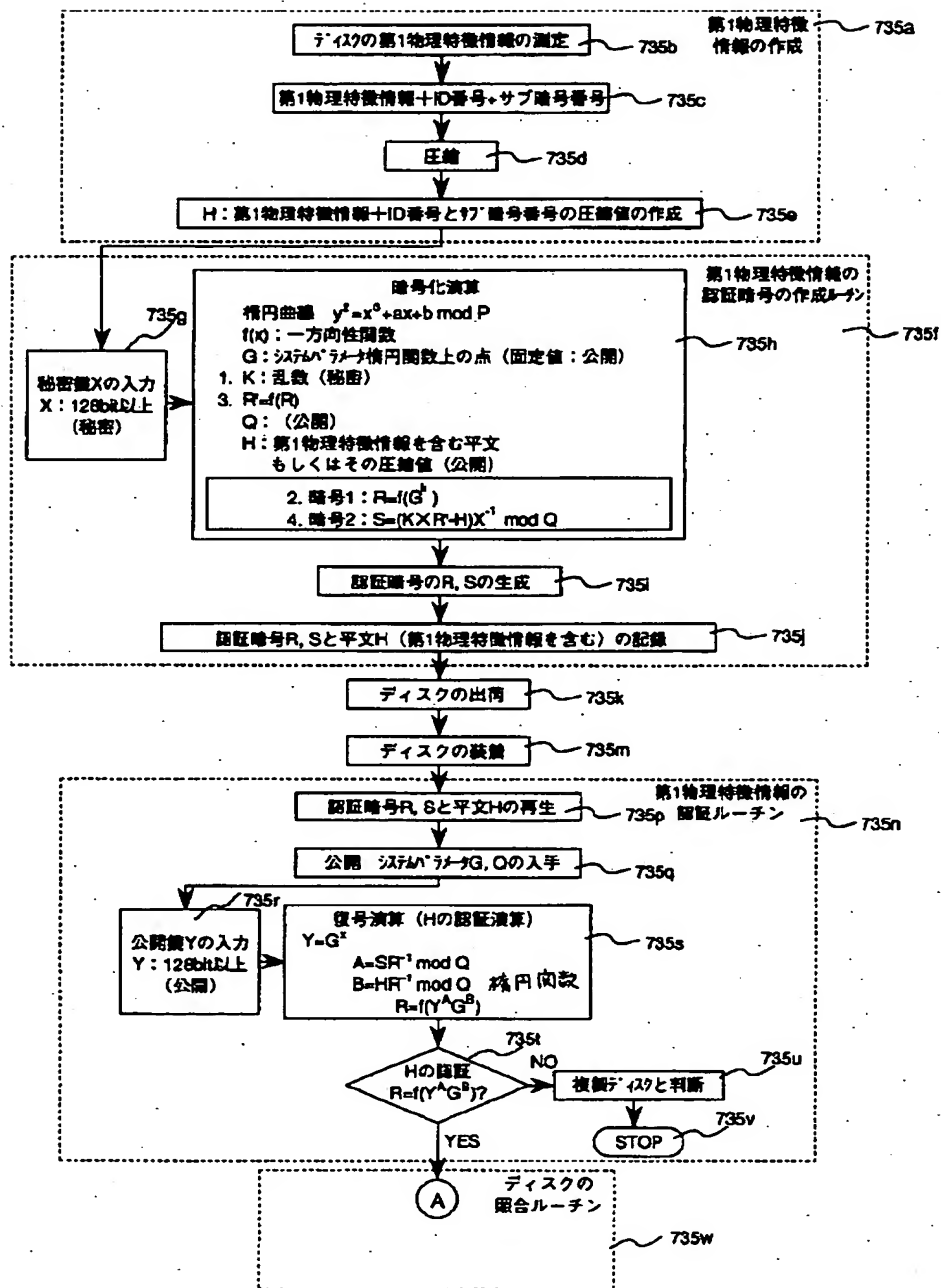 第1物理特徴
情報の作成
735a
ディスクの第1物理特徴情報の測定
735b
第1物理特徴情報+ID番号+サブ暗号番号
735c
圧縮
735d
H:第1物理特徴情報+ID番号とサブ暗号番号の圧縮値の作成
735e
第1物理特徴情報の
認証暗号の作成ルーチン
735f
735g
秘密鍵Xの入力
X:128bit以上
(秘密)
暗号化演算
楕円曲線 y²=x³+ax+b mod P
f(x):一方向性関数
G:システムパラメータ楕円関数上の点(固定値:公開)
1. K:乱数(秘密)
3. R'=f(R)
Q:(公開)
H:第1物理特徴情報を含む平文
もしくはその圧縮値(公開)
2. 暗号1:R=f(G^k)
4. 暗号2:S=(K×R'-H)X⁻¹ mod Q
735h
認証暗号のR, Sの生成
735i
認証暗号R, Sと平文H(第1物理特徴情報を含む)の記録
735j
ディスクの出荷
735k
ディスクの装着
735m
第1物理特徴情報の
認証ルーチン
735n
認証暗号R, Sと平文Hの再生
735p
公開 システムパラメータG, Qの入手
735q
735r
公開鍵Yの入力
Y:128bit以上
(公開)
復号演算(Hの認証演算)
Y=G^x
A=SR⁻¹ mod Q
B=HR⁻¹ mod Q 楕円関数
R=f(Y^A G^B)
735s
735t
Hの認証
R=f(Y^A G^B)?
NO
複製ディスクと判断
735u
STOP
735v
YES
ディスクの
照合ルーチン
A
735w